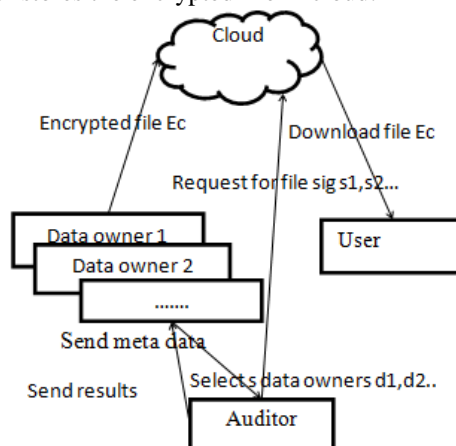 Cloud
Encrypted file Ec
Download file Ec
Request for file sig s1,s2...
Data owner 1
User
Data owner 2
.......
Send meta data
Send results
Selects data owners d1,d2..
Auditor